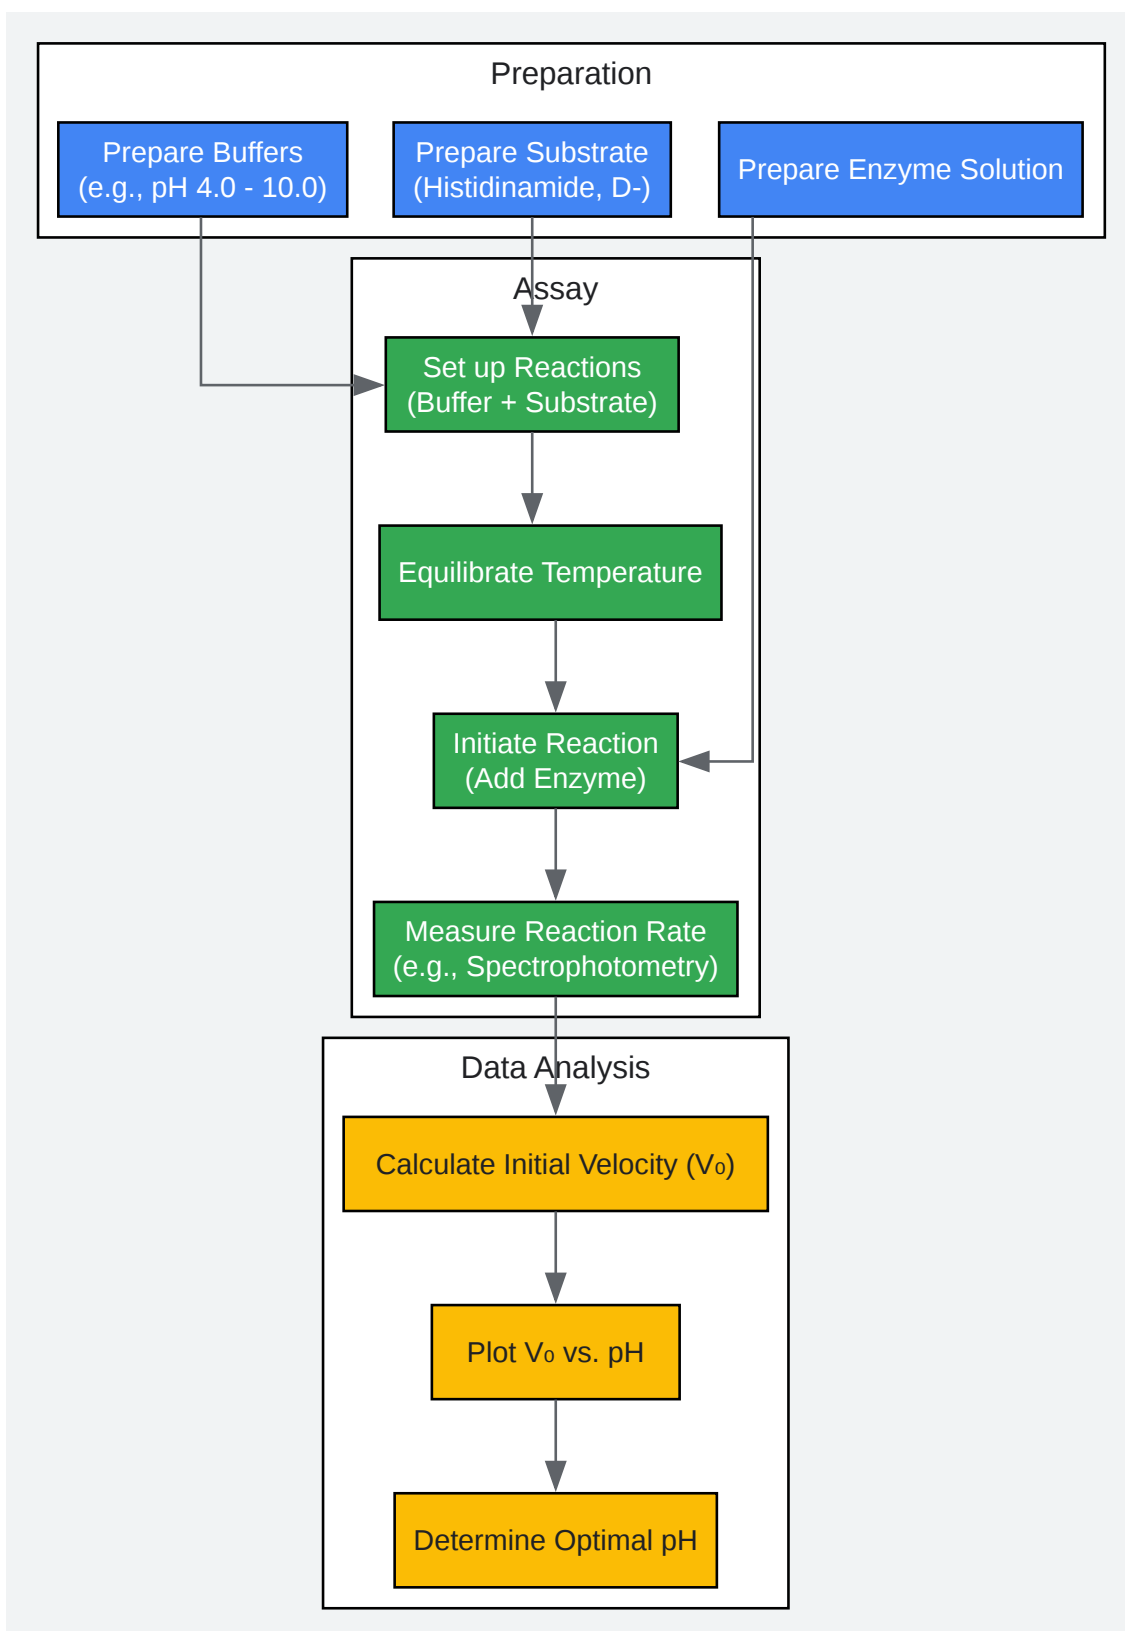 Preparation
Prepare Buffers
(e.g., pH 4.0 - 10.0)
Prepare Substrate
(Histidinamide, D-)
Prepare Enzyme Solution
Assay
Set up Reactions
(Buffer + Substrate)
Equilibrate Temperature
Initiate Reaction
(Add Enzyme)
Measure Reaction Rate
(e.g., Spectrophotometry)
Data Analysis
Calculate Initial Velocity (V₀)
Plot V₀ vs. pH
Determine Optimal pH